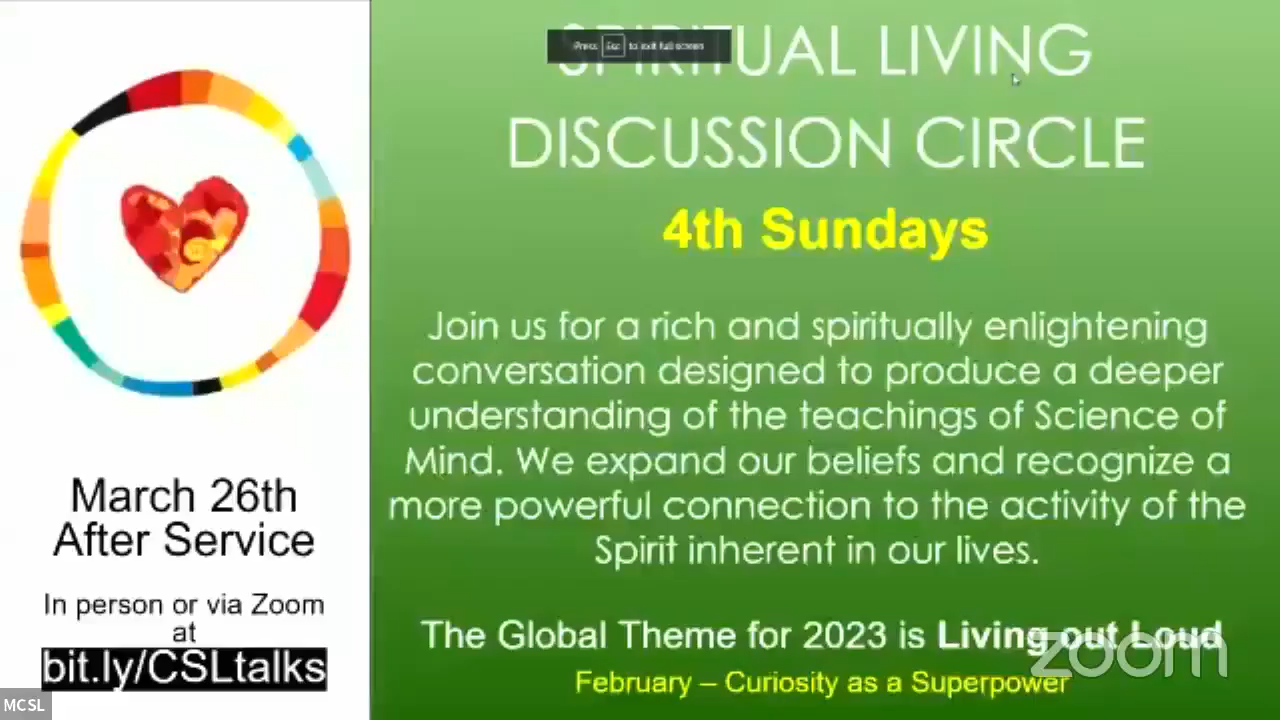 Press Esc to exit full screen
SPIRITUAL LIVING
DISCUSSION CIRCLE
4th Sundays
Join us for a rich and spiritually enlightening
conversation designed to produce a deeper
understanding of the teachings of Science of
Mind. We expand our beliefs and recognize a
more powerful connection to the activity of the
Spirit inherent in our lives.
The Global Theme for 2023 is Living out Loud
February – Curiosity as a Superpower
March 26th
After Service
In person or via Zoom
at
bit.ly/CSLtalks
MCSL
zoom